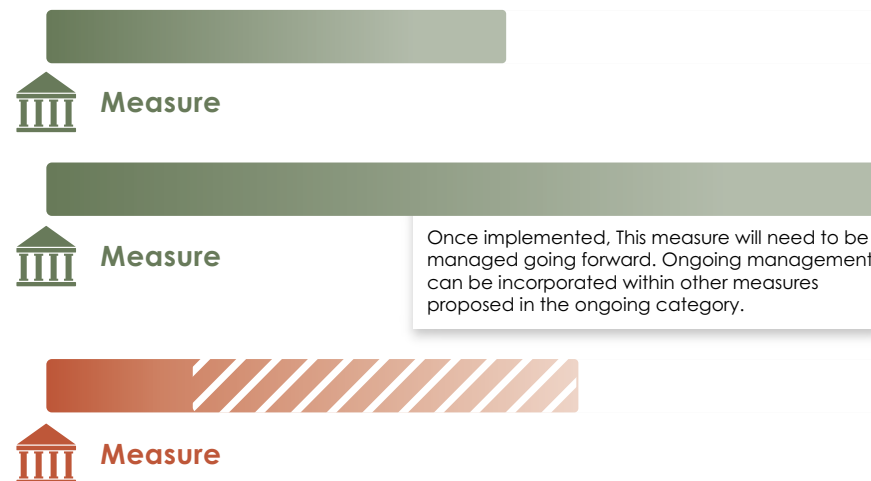 Measure
Measure
Once implemented, This measure will need to be
managed going forward. Ongoing management
can be incorporated within other measures
proposed in the ongoing category.
Measure